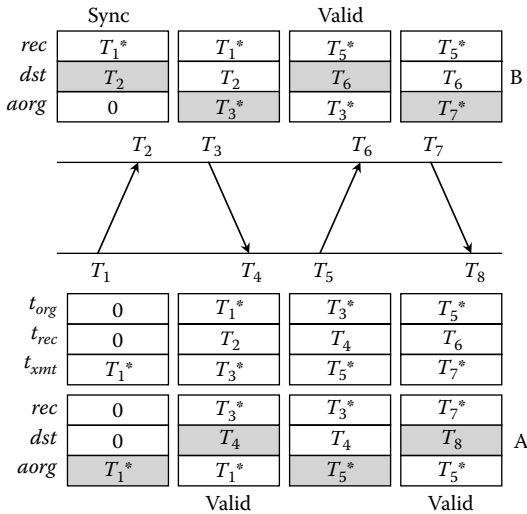 Sync Valid
rec T1* T1* T5* T5*
dst T2 T2 T6 T6 B
aorg 0 T3* T3* T7*
T2 T3 T6 T7
T1 T4 T5 T8
torg 0 T1* T3* T5*
trec 0 T2 T4 T6
txmt T1* T3* T5* T7*
rec 0 T3* T3* T7*
dst 0 T4 T4 T8 A
aorg T1* T1* T5* T5*
Valid Valid